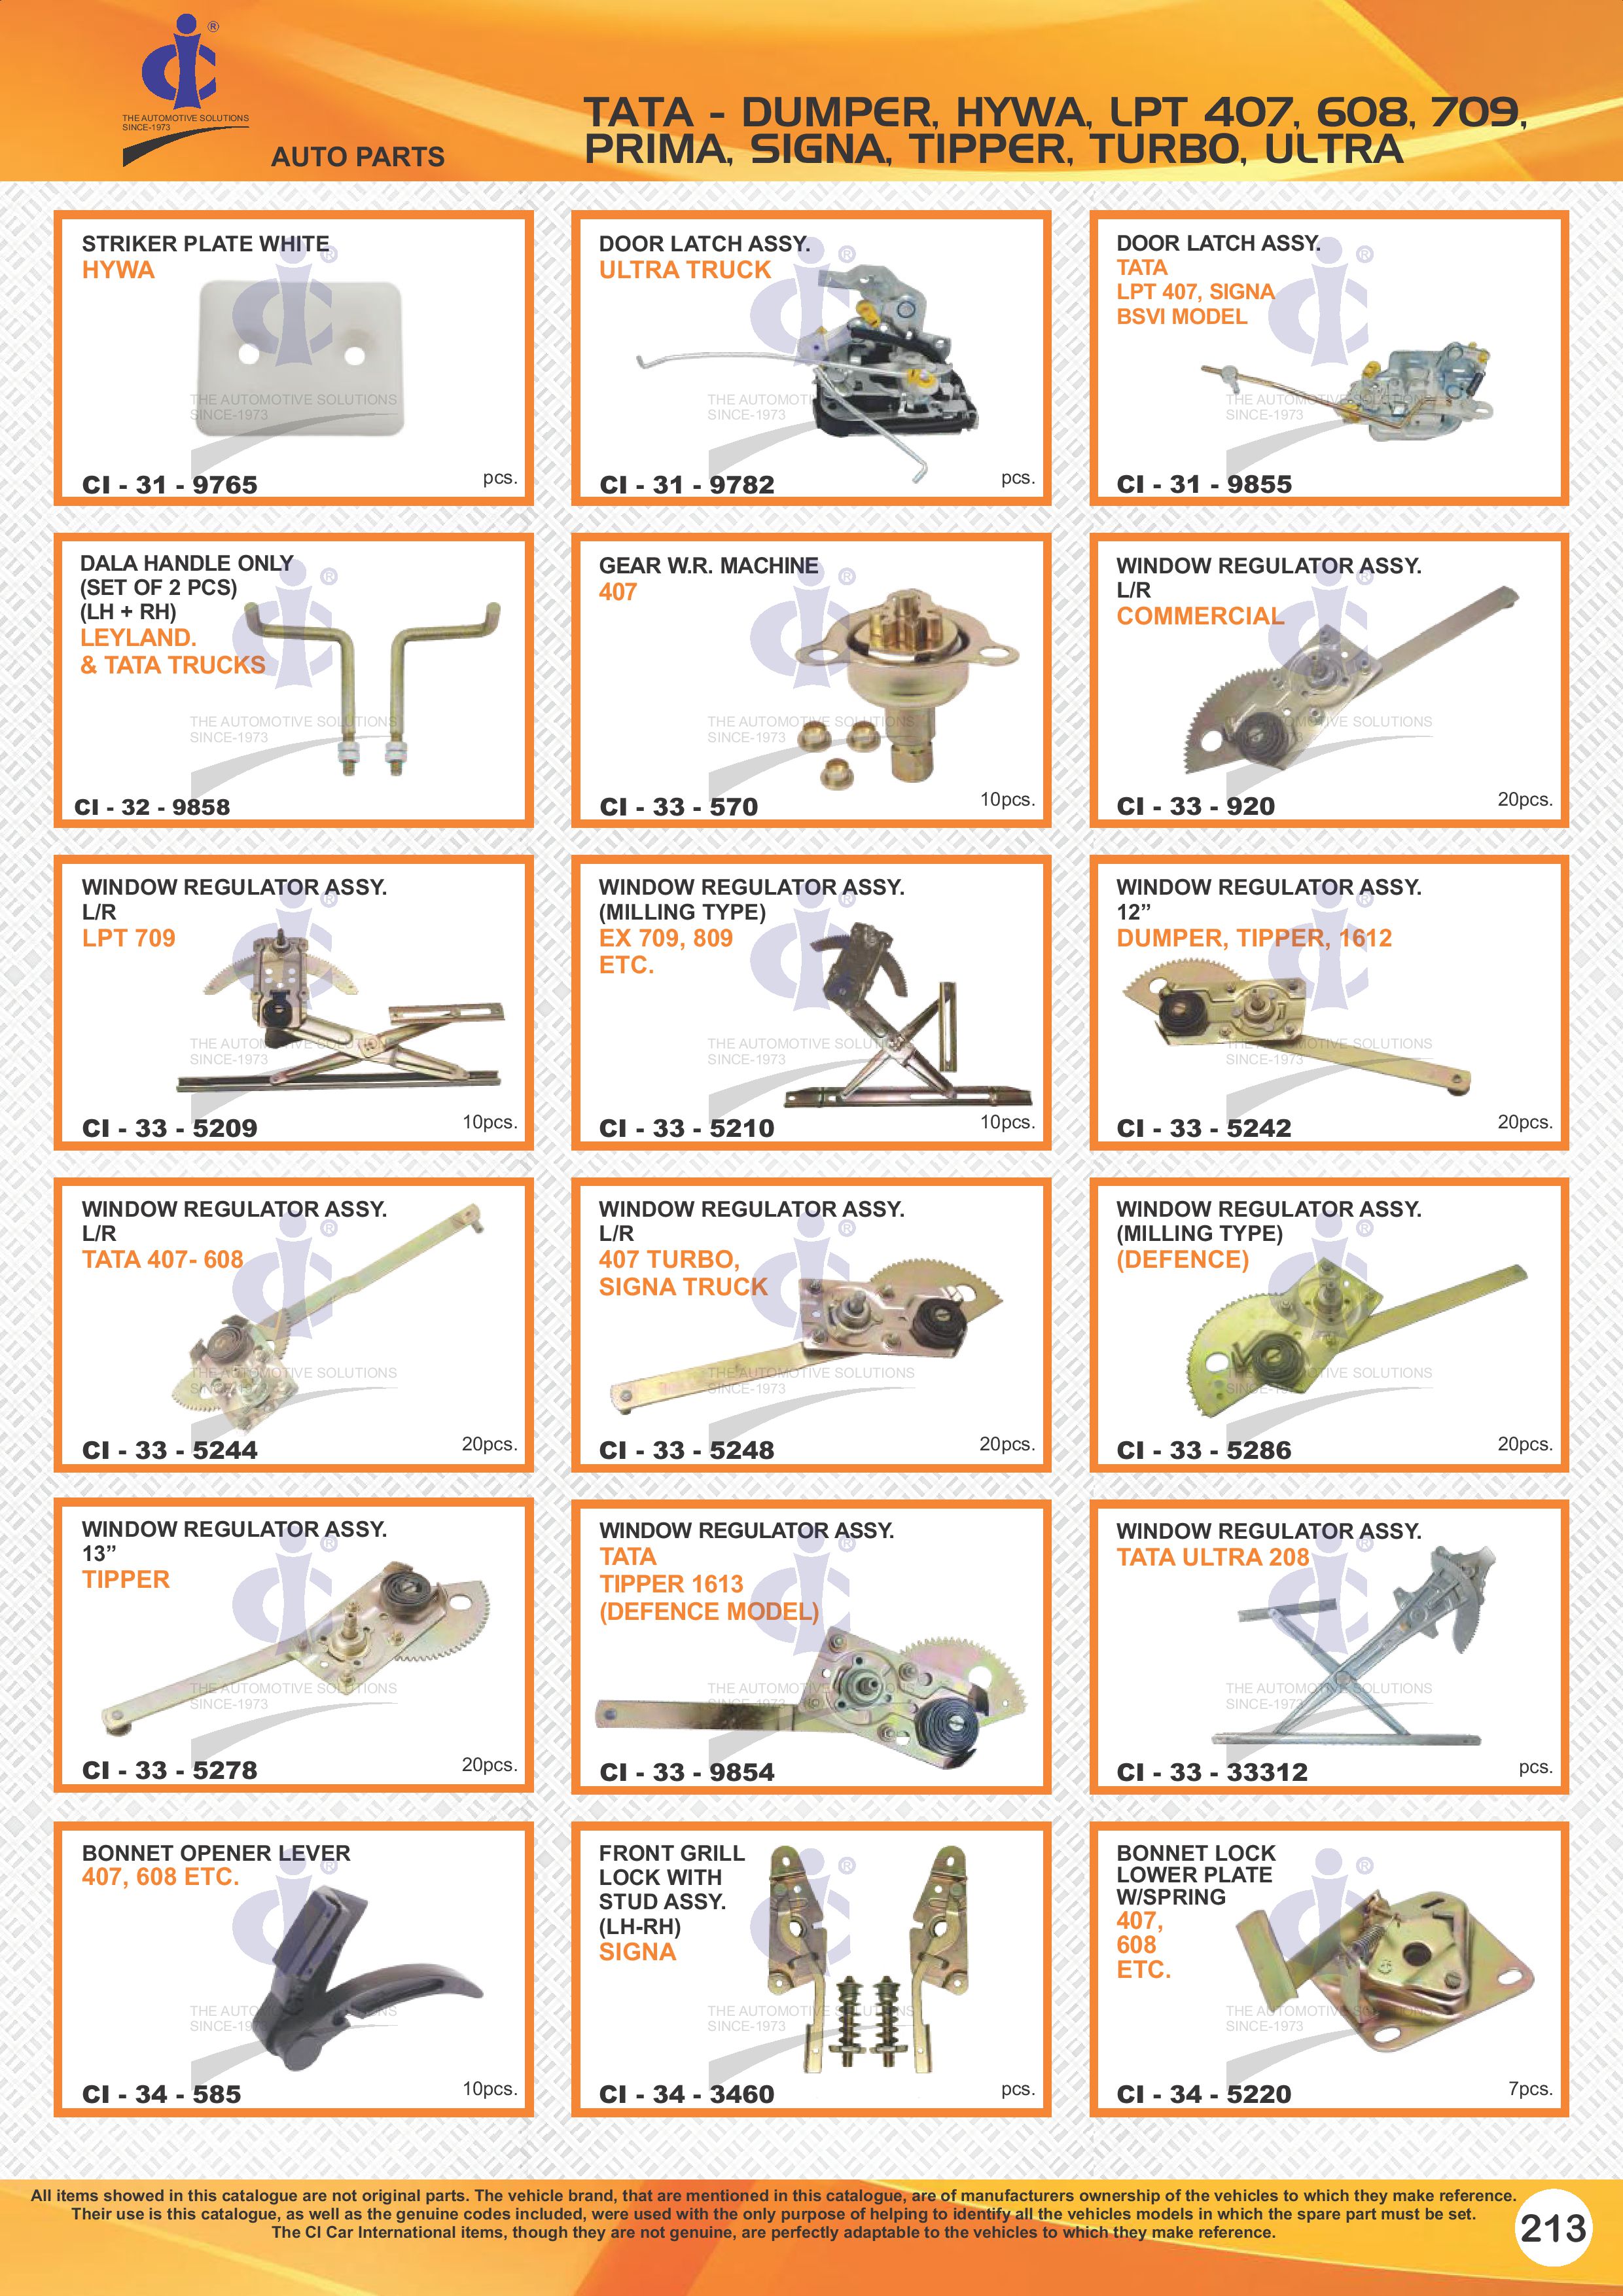 ®
THE AUTOMOTIVE SOLUTIONS
SINCE-1973
AUTO PARTS
TATA - DUMPER, HYWA, LPT 407, 608, 709,
PRIMA, SIGNA, TIPPER, TURBO, ULTRA
STRIKER PLATE WHITE
HYWA
CI - 31 - 9765
pcs.
DOOR LATCH ASSY.
ULTRA TRUCK
CI - 31 - 9782
pcs.
DOOR LATCH ASSY.
TATA
LPT 407, SIGNA
BSVI MODEL
CI - 31 - 9855
DALA HANDLE ONLY
(SET OF 2 PCS)
(LH + RH)
LEYLAND.
& TATA TRUCKS
CI - 32 - 9858
GEAR W.R. MACHINE
407
CI - 33 - 570
10pcs.
WINDOW REGULATOR ASSY.
L/R
COMMERCIAL
CI - 33 - 920
20pcs.
WINDOW REGULATOR ASSY.
L/R
LPT 709
CI - 33 - 5209
10pcs.
WINDOW REGULATOR ASSY.
(MILLING TYPE)
EX 709, 809
ETC.
CI - 33 - 5210
10pcs.
WINDOW REGULATOR ASSY.
12”
DUMPER, TIPPER, 1612
CI - 33 - 5242
20pcs.
WINDOW REGULATOR ASSY.
L/R
TATA 407- 608
CI - 33 - 5244
20pcs.
WINDOW REGULATOR ASSY.
L/R
407 TURBO,
SIGNA TRUCK
CI - 33 - 5248
20pcs.
WINDOW REGULATOR ASSY.
(MILLING TYPE)
(DEFENCE)
CI - 33 - 5286
20pcs.
WINDOW REGULATOR ASSY.
13”
TIPPER
CI - 33 - 5278
20pcs.
WINDOW REGULATOR ASSY.
TATA
TIPPER 1613
(DEFENCE MODEL)
CI - 33 - 9854
WINDOW REGULATOR ASSY.
TATA ULTRA 208
CI - 33 - 33312
pcs.
BONNET OPENER LEVER
407, 608 ETC.
CI - 34 - 585
10pcs.
FRONT GRILL
LOCK WITH
STUD ASSY.
(LH-RH)
SIGNA
CI - 34 - 3460
pcs.
BONNET LOCK
LOWER PLATE
W/SPRING
407,
608
ETC.
CI - 34 - 5220
7pcs.
All items showed in this catalogue are not original parts. The vehicle brand, that are mentioned in this catalogue, are of manufacturers ownership of the vehicles to which they make reference.
Their use is this catalogue, as well as the genuine codes included, were used with the only purpose of helping to identify all the vehicles models in which the spare part must be set.
The CI Car International items, though they are not genuine, are perfectly adaptable to the vehicles to which they make reference.
213